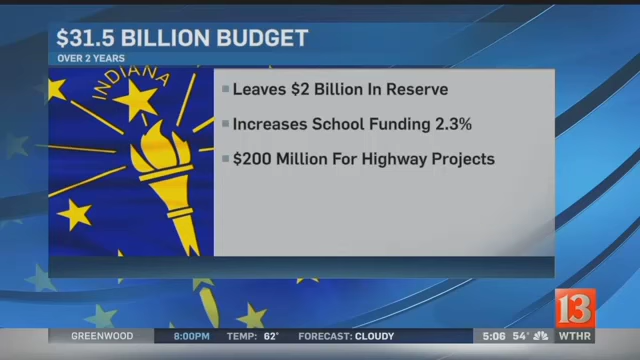 $31.5 BILLION BUDGET
OVER 2 YEARS
INDIANA
Leaves $2 Billion In Reserve
Increases School Funding 2.3%
$200 Million For Highway Projects
13
GREENWOOD 8:00PM TEMP: 62° FORECAST: CLOUDY 5:06 54° WTHR